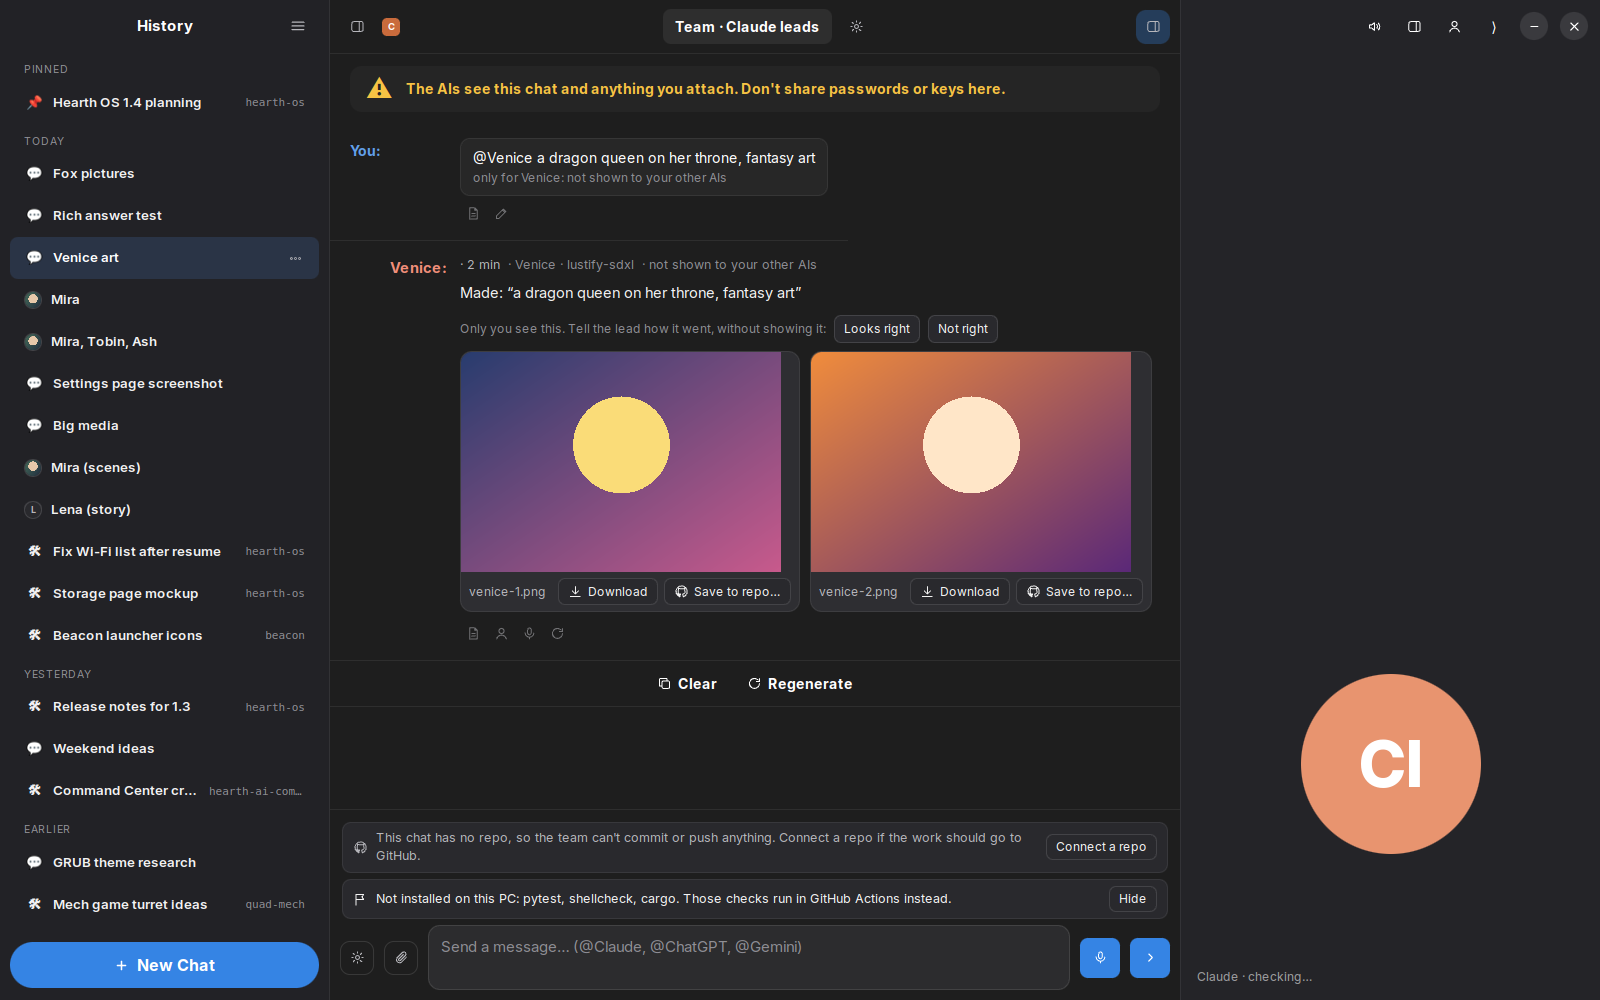 History
PINNED
Hearth OS 1.4 planning hearth-os
TODAY
Fox pictures
Rich answer test
Venice art
Mira
Mira, Tobin, Ash
Settings page screenshot
Big media
Mira (scenes)
L Lena (story)
Fix Wi-Fi list after resume hearth-os
Storage page mockup hearth-os
Beacon launcher icons beacon
YESTERDAY
Release notes for 1.3 hearth-os
Weekend ideas
Command Center cr... hearth-ai-com…
EARLIER
GRUB theme research
Mech game turret ideas quad-mech
+ New Chat
C
Team · Claude leads
The AIs see this chat and anything you attach. Don't share passwords or keys here.
You:
@Venice a dragon queen on her throne, fantasy art
only for Venice: not shown to your other AIs
Venice:
· 2 min · Venice · lustify-sdxl · not shown to your other AIs
Made: “a dragon queen on her throne, fantasy art”
Only you see this. Tell the lead how it went, without showing it: Looks right Not right
venice-1.png Download Save to repo...
venice-2.png Download Save to repo...
Clear Regenerate
This chat has no repo, so the team can't commit or push anything. Connect a repo if the work should go to
GitHub.
Connect a repo
Not installed on this PC: pytest, shellcheck, cargo. Those checks run in GitHub Actions instead.
Hide
Send a message... (@Claude, @ChatGPT, @Gemini)
Cl
Claude · checking...